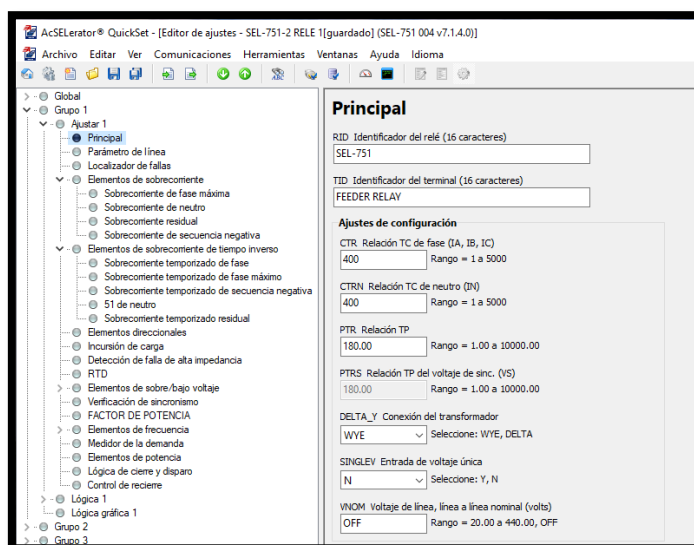 AcSELerator® QuickSet - [Editor de ajustes - SEL-751-2 RELE 1[guardado] (SEL-751 004 v7.1.4.0)]
Archivo Editar Ver Comunicaciones Herramientas Ventanas Ayuda Idioma
Global
Grupo 1
Ajustar 1
Principal
Parámetro de línea
Localizador de fallas
Elementos de sobrecorriente
Sobrecorriente de fase máxima
Sobrecorriente de neutro
Sobrecorriente residual
Sobrecorriente de secuencia negativa
Elementos de sobrecorriente de tiempo inverso
Sobrecorriente temporizado de fase
Sobrecorriente temporizado de fase máximo
Sobrecorriente temporizado de secuencia negativa
51 de neutro
Sobrecorriente temporizado residual
Elementos direccionales
Incursión de carga
Detección de falla de alta impedancia
RTD
Elementos de sobre/bajo voltaje
Verificación de sincronismo
FACTOR DE POTENCIA
Elementos de frecuencia
Medidor de la demanda
Elementos de potencia
Lógica de cierre y disparo
Control de recierre
Lógica 1
Lógica gráfica 1
Grupo 2
Grupo 3
Principal
RID Identificador del relé (16 caracteres)
SEL-751
TID Identificador del terminal (16 caracteres)
FEEDER RELAY
Ajustes de configuración
CTR Relación TC de fase (IA, IB, IC)
400 Rango = 1 a 5000
CTRN Relación TC de neutro (IN)
400 Rango = 1 a 5000
PTR Relación TP
180.00 Rango = 1.00 a 10000.00
PTRS Relación TP del voltaje de sinc. (VS)
180.00 Rango = 1.00 a 10000.00
DELTA_Y Conexión del transformador
WYE Seleccione: WYE, DELTA
SINGLEV Entrada de voltaje única
N Seleccione: Y, N
VNOM Voltaje de línea, línea a línea nominal (volts)
OFF Rango = 20.00 a 440.00, OFF